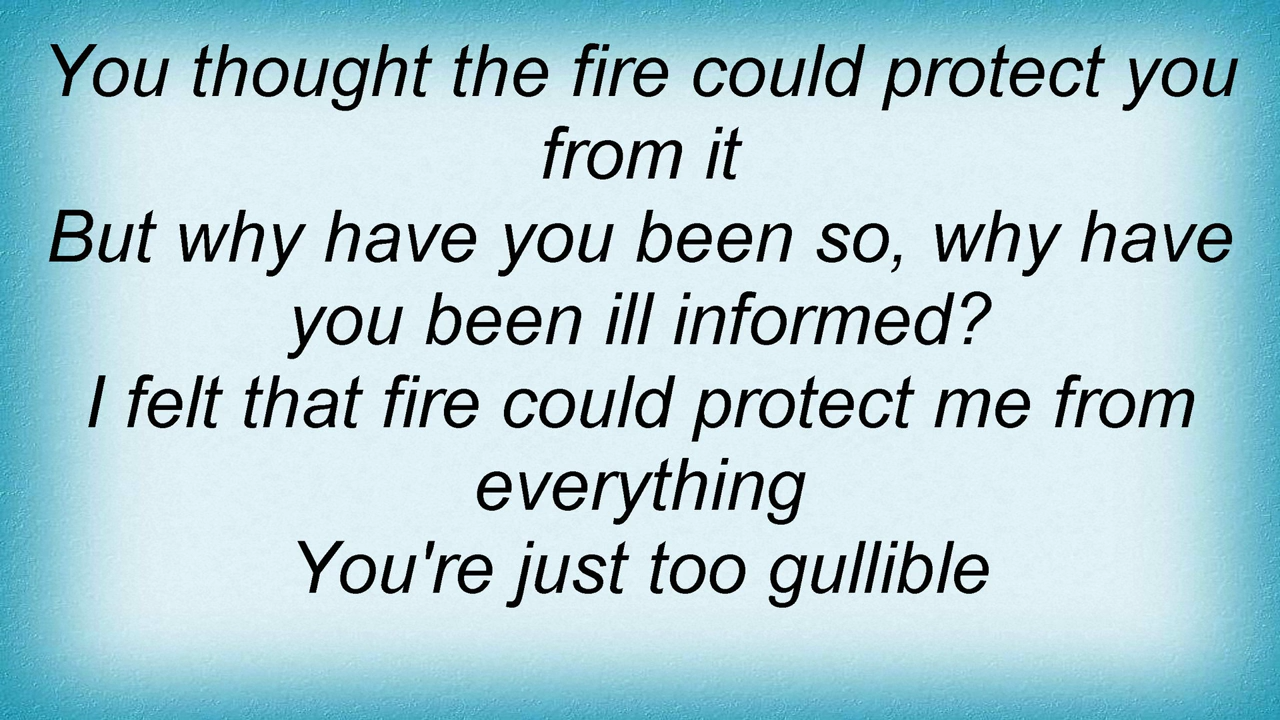 You thought the fire could protect you
from it
But why have you been so, why have
you been ill informed?
I felt that fire could protect me from
everything
You're just too gullible